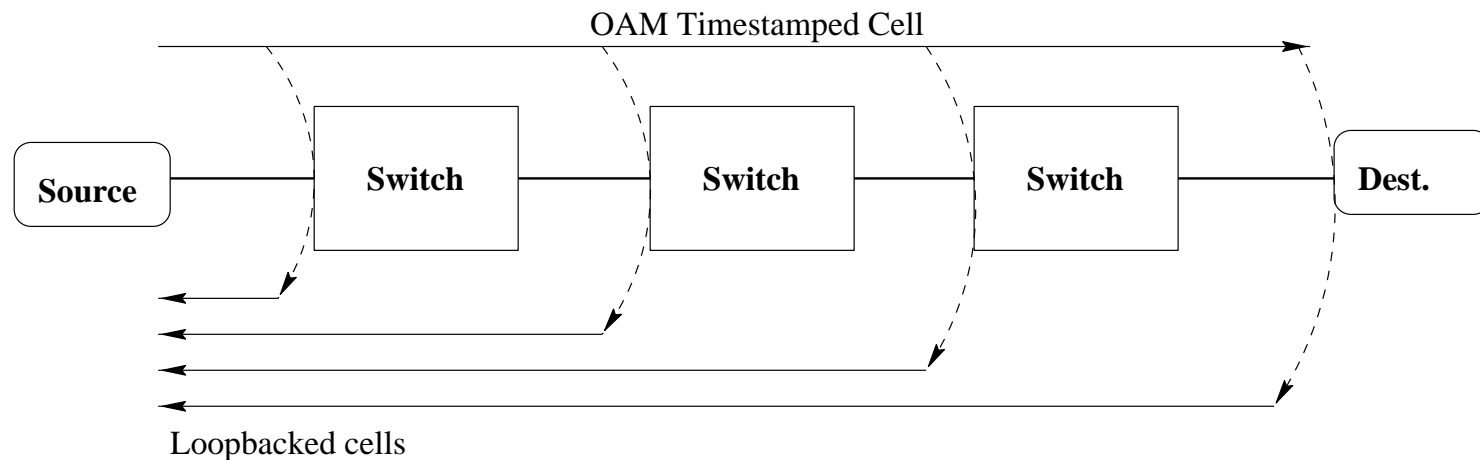 OAM Timestamped Cell
Source
Switch
Switch
Switch
Dest.
Loopbacked cells